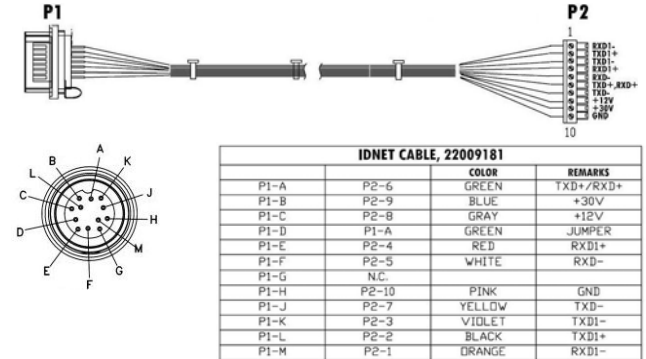 P1 P2
1
RXD1-
TXD1+
TXD1-
RXD1+
RXD-
TXD+,RXD+
TXD-
+12V
+30V
GND
10
A
B K
L
C J
D H
M
E G
F
IDNET CABLE, 22009181
COLOR REMARKS
P1-A P2-6 GREEN TXD+/RXD+
P1-B P2-9 BLUE +30V
P1-C P2-8 GRAY +12V
P1-D P1-A GREEN JUMPER
P1-E P2-4 RED RXD1+
P1-F P2-5 WHITE RXD-
P1-G N.C.
P1-H P2-10 PINK GND
P1-J P2-7 YELLOW TXD-
P1-K P2-3 VIOLET TXD1-
P1-L P2-2 BLACK TXD1+
P1-M P2-1 ORANGE RXD1-